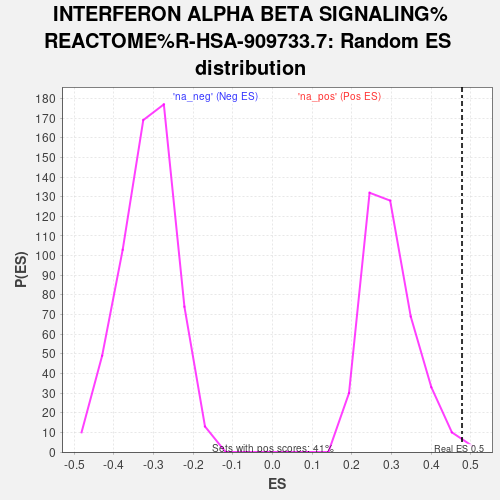 INTERFERON ALPHA BETA SIGNALING%
REACTOME%R-HSA-909733.7: Random ES
distribution
'na_neg' (Neg ES) 'na_pos' (Pos ES)
180
170
160
150
140
130
120
110
100
90
80
70
60
50
40
30
20
10
0
P(ES)
Sets with pos scores: 41%
Real ES 0.5
-0.5 -0.4 -0.3 -0.2 -0.1 0.0 0.1 0.2 0.3 0.4 0.5
ES